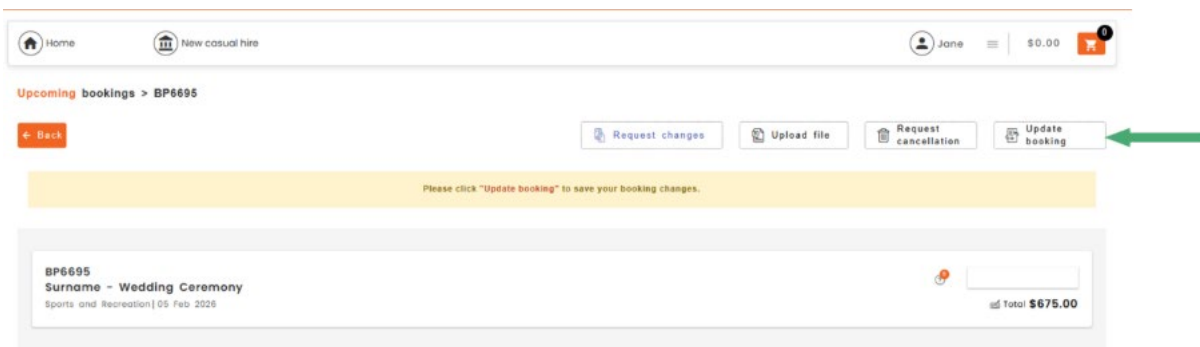 Home New casual hire Jane $0.00 0
Upcoming bookings > BP6695
← Back Request changes Upload file Request cancellation Update booking
Please click "Update booking" to save your booking changes.
BP6695
Surname - Wedding Ceremony
Sports and Recreation| 05 Feb 2026
Total $675.00